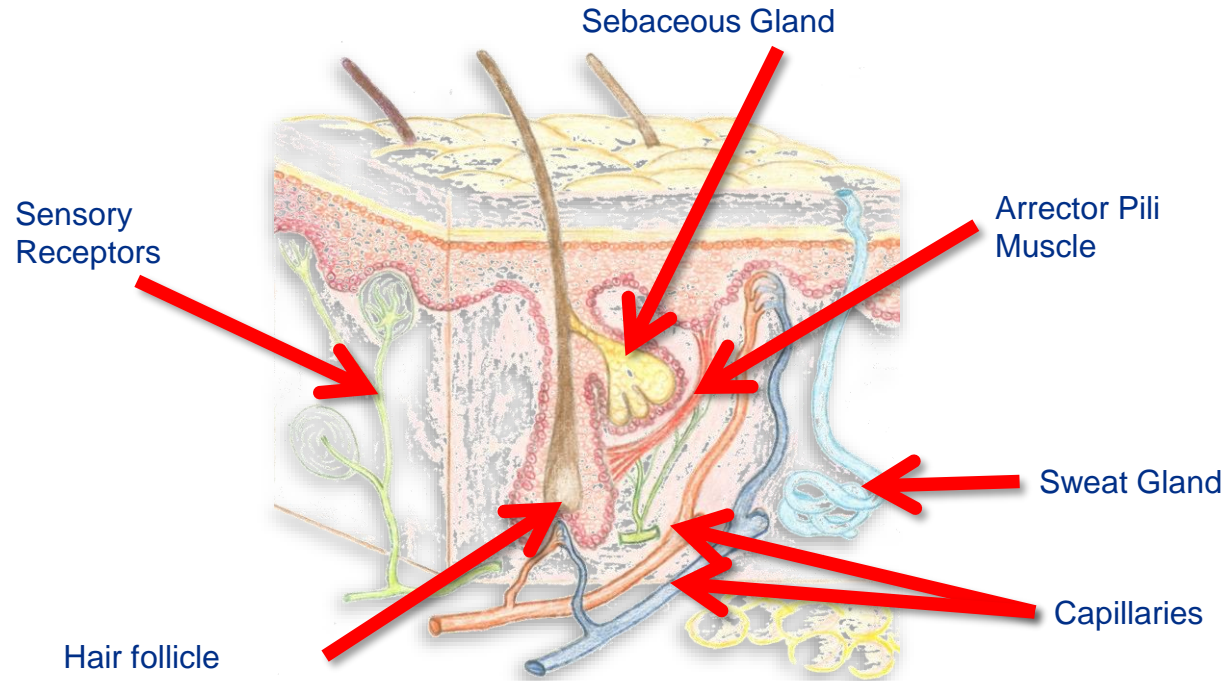 Sebaceous Gland
Sensory
Receptors
Arrector Pili
Muscle
Sweat Gland
Capillaries
Hair follicle